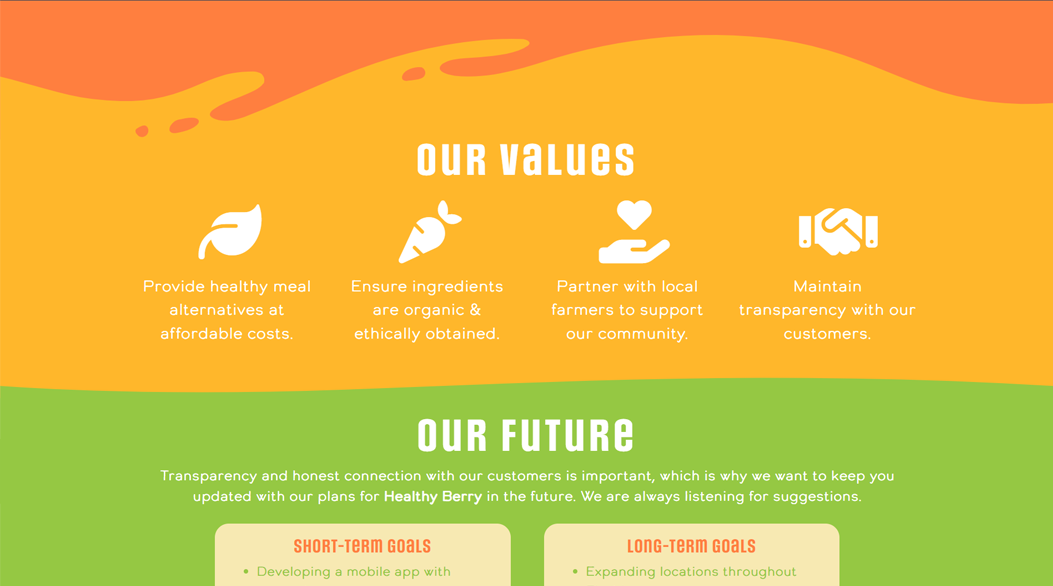 Our Values
Provide healthy meal
alternatives at
affordable costs.
Ensure ingredients
are organic &
ethically obtained.
Partner with local
farmers to support
our community.
Maintain
transparency with our
customers.
Our Future
Transparency and honest connection with our customers is important, which is why we want to keep you
updated with our plans for Healthy Berry in the future. We are always listening for suggestions.
Short-Term Goals
• Developing a mobile app with
Long-Term Goals
• Expanding locations throughout